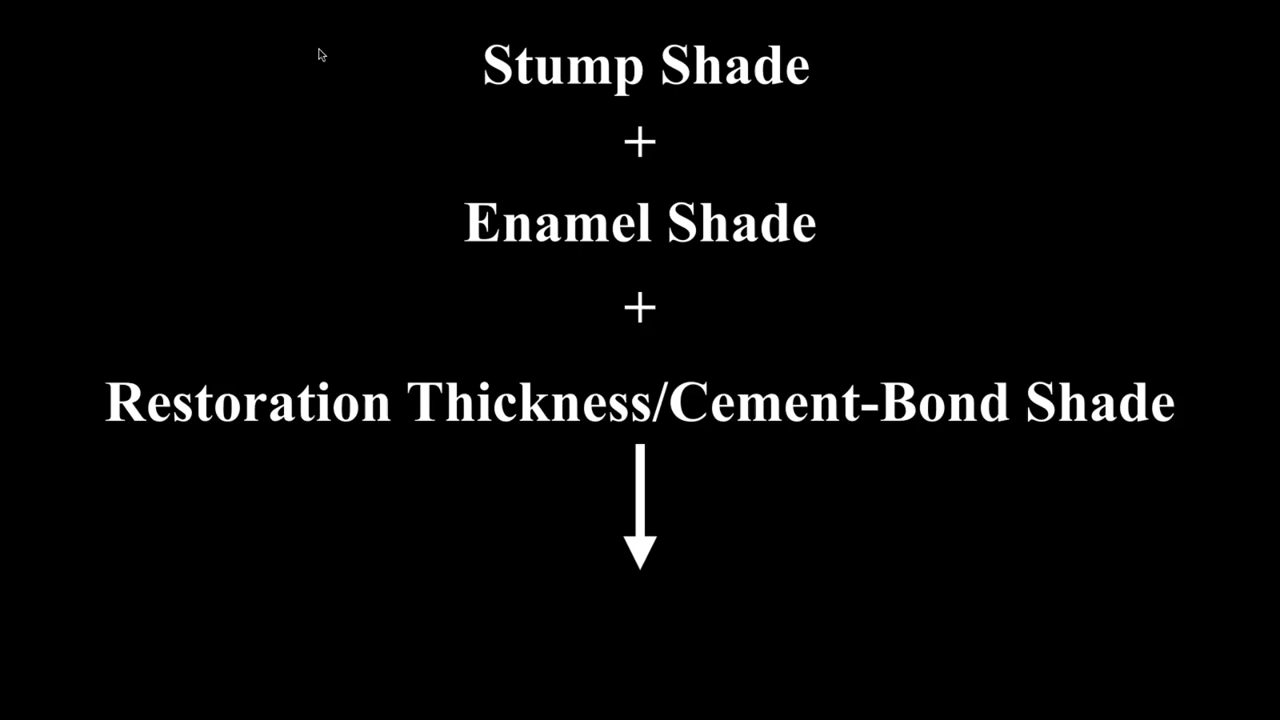 Stump Shade
+
Enamel Shade
+
Restoration Thickness/Cement-Bond Shade